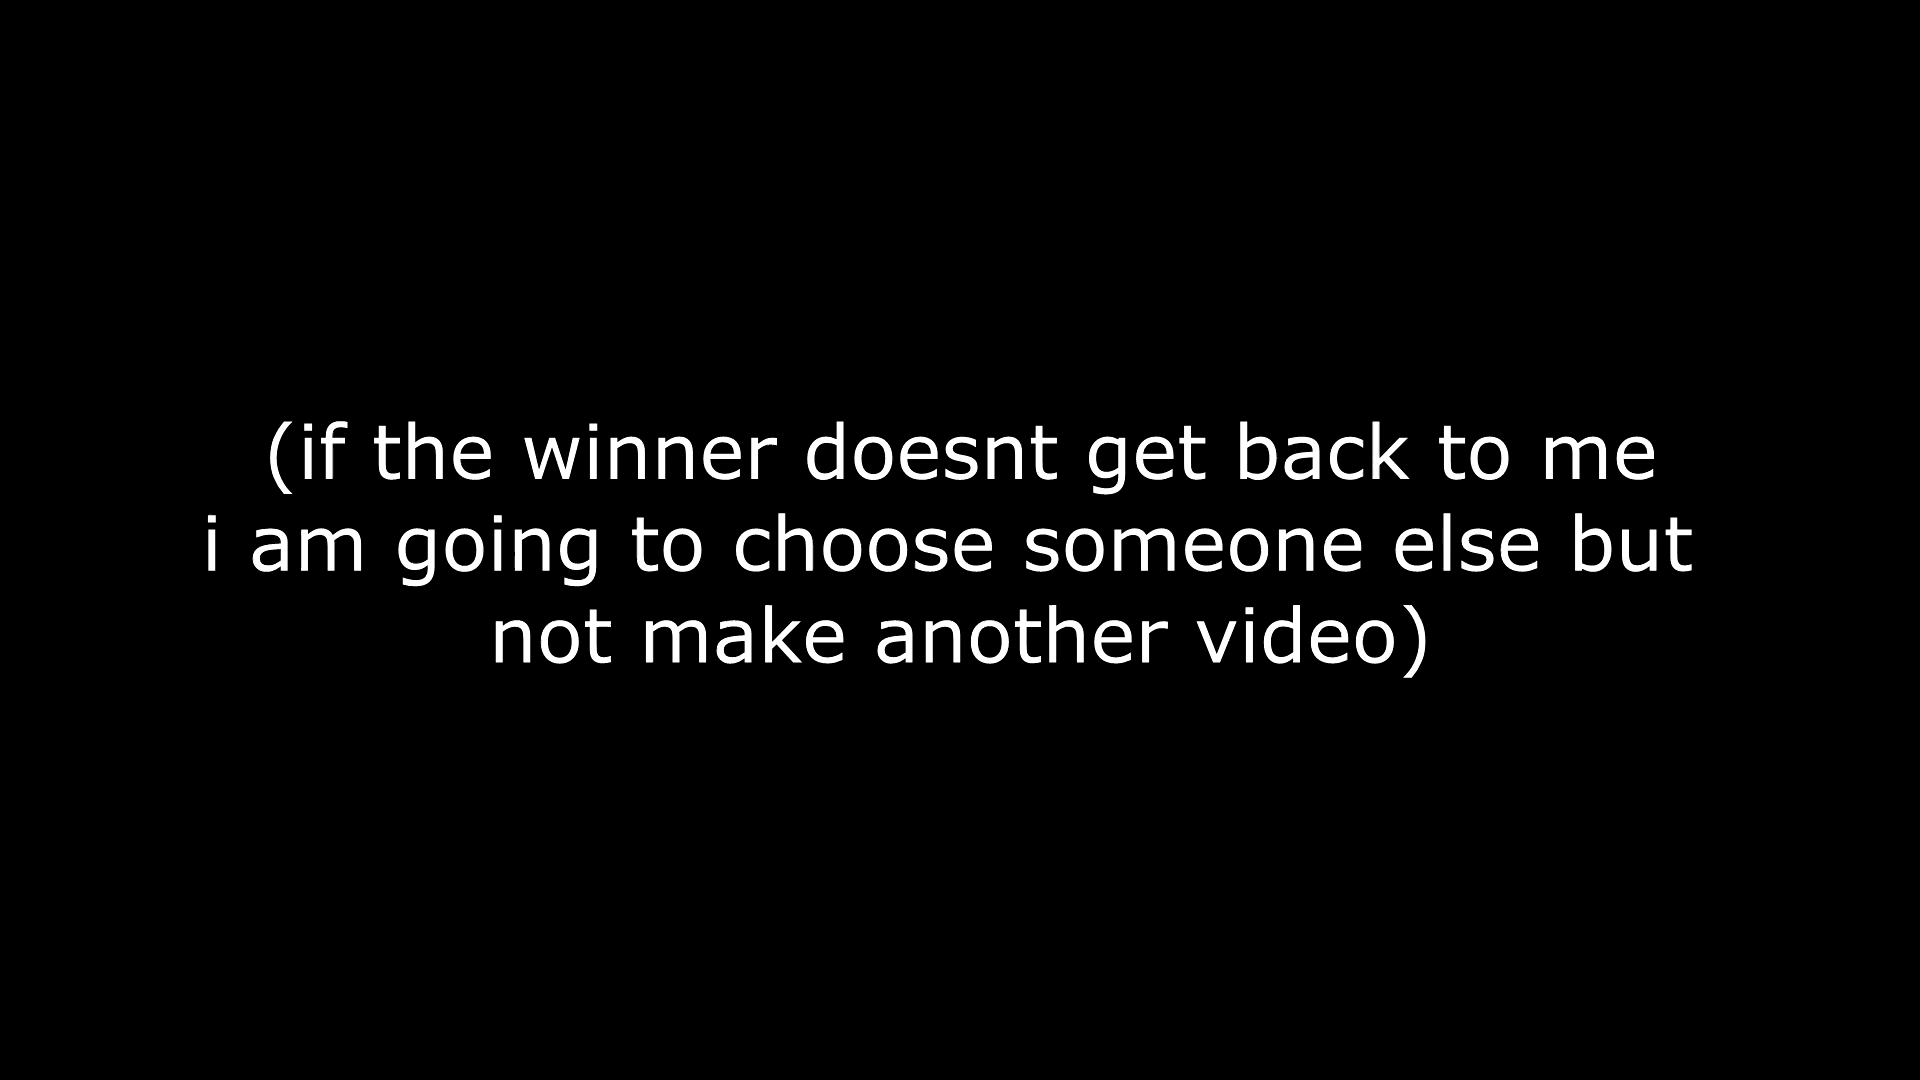 (if the winner doesnt get back to me
i am going to choose someone else but
not make another video)